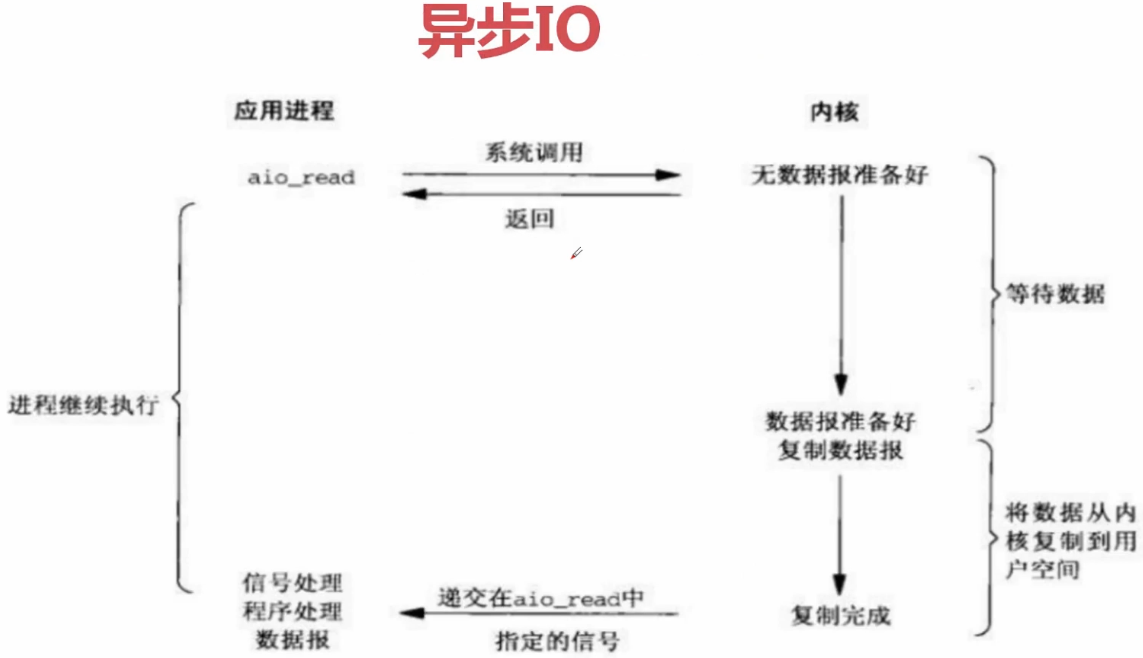 异步IO
应用进程
内核
系统调用
aio_read
无数据报准备好
返回
等待数据
进程继续执行
数据报准备好
复制数据报
将数据从内
核复制到用
户空间
信号处理
程序处理
数据报
递交在aio_read中
指定的信号
复制完成